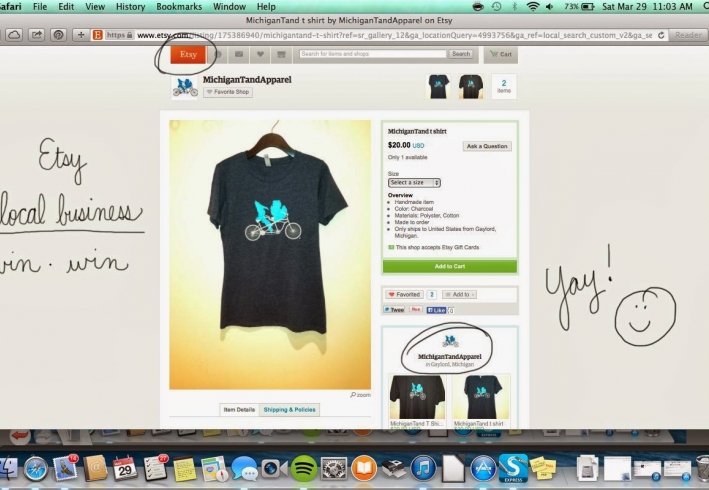 Safari File Edit View History Bookmarks Window Help 73% Sat Mar 29 11:03 AM
MichiganTand t shirt by MichiganTandApparel on Etsy
https www.etsy.com/listing/175386940/michigantand-t-shirt?ref=sr_gallery_12&ga_locationQuery=4993756&ga_ref=local_search_custom_v2&ga_se Reader
Etsy Search for items and shops Search Cart
MichiganTandApparel
Favorite Shop
2
items
MichiganTand t shirt
$20.00 USD Ask a Question
Only 1 available
Size
Select a size
Overview
Handmade item
Color: Charcoal
Materials: Polyester, Cotton
Made to order
Only ships to United States from Gaylord,
Michigan.
This shop accepts Etsy Gift Cards
Add to Cart
Favorited 2 Add to
Tweet Like 0
MichiganTandApparel
in Gaylord, Michigan
MichiganTand T Shi... MichiganTand t shirt
zoom
Item Details Shipping & Policies
Etsy
local business
win · win
Yay!
29
EXPRESS